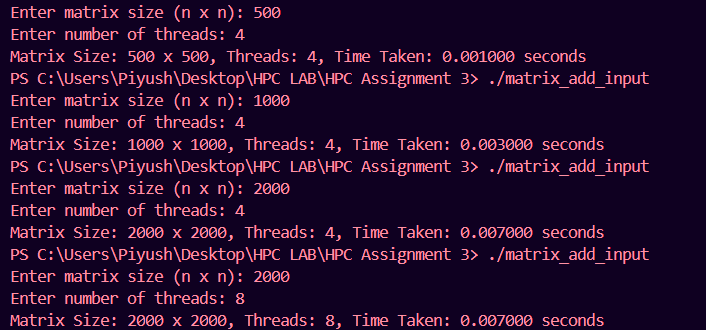 Enter matrix size (n x n): 500
Enter number of threads: 4
Matrix Size: 500 x 500, Threads: 4, Time Taken: 0.001000 seconds
PS C:\Users\Piyush\Desktop\HPC LAB\HPC Assignment 3> ./matrix_add_input
Enter matrix size (n x n): 1000
Enter number of threads: 4
Matrix Size: 1000 x 1000, Threads: 4, Time Taken: 0.003000 seconds
PS C:\Users\Piyush\Desktop\HPC LAB\HPC Assignment 3> ./matrix_add_input
Enter matrix size (n x n): 2000
Enter number of threads: 4
Matrix Size: 2000 x 2000, Threads: 4, Time Taken: 0.007000 seconds
PS C:\Users\Piyush\Desktop\HPC LAB\HPC Assignment 3> ./matrix_add_input
Enter matrix size (n x n): 2000
Enter number of threads: 8
Matrix Size: 2000 x 2000, Threads: 8, Time Taken: 0.007000 seconds